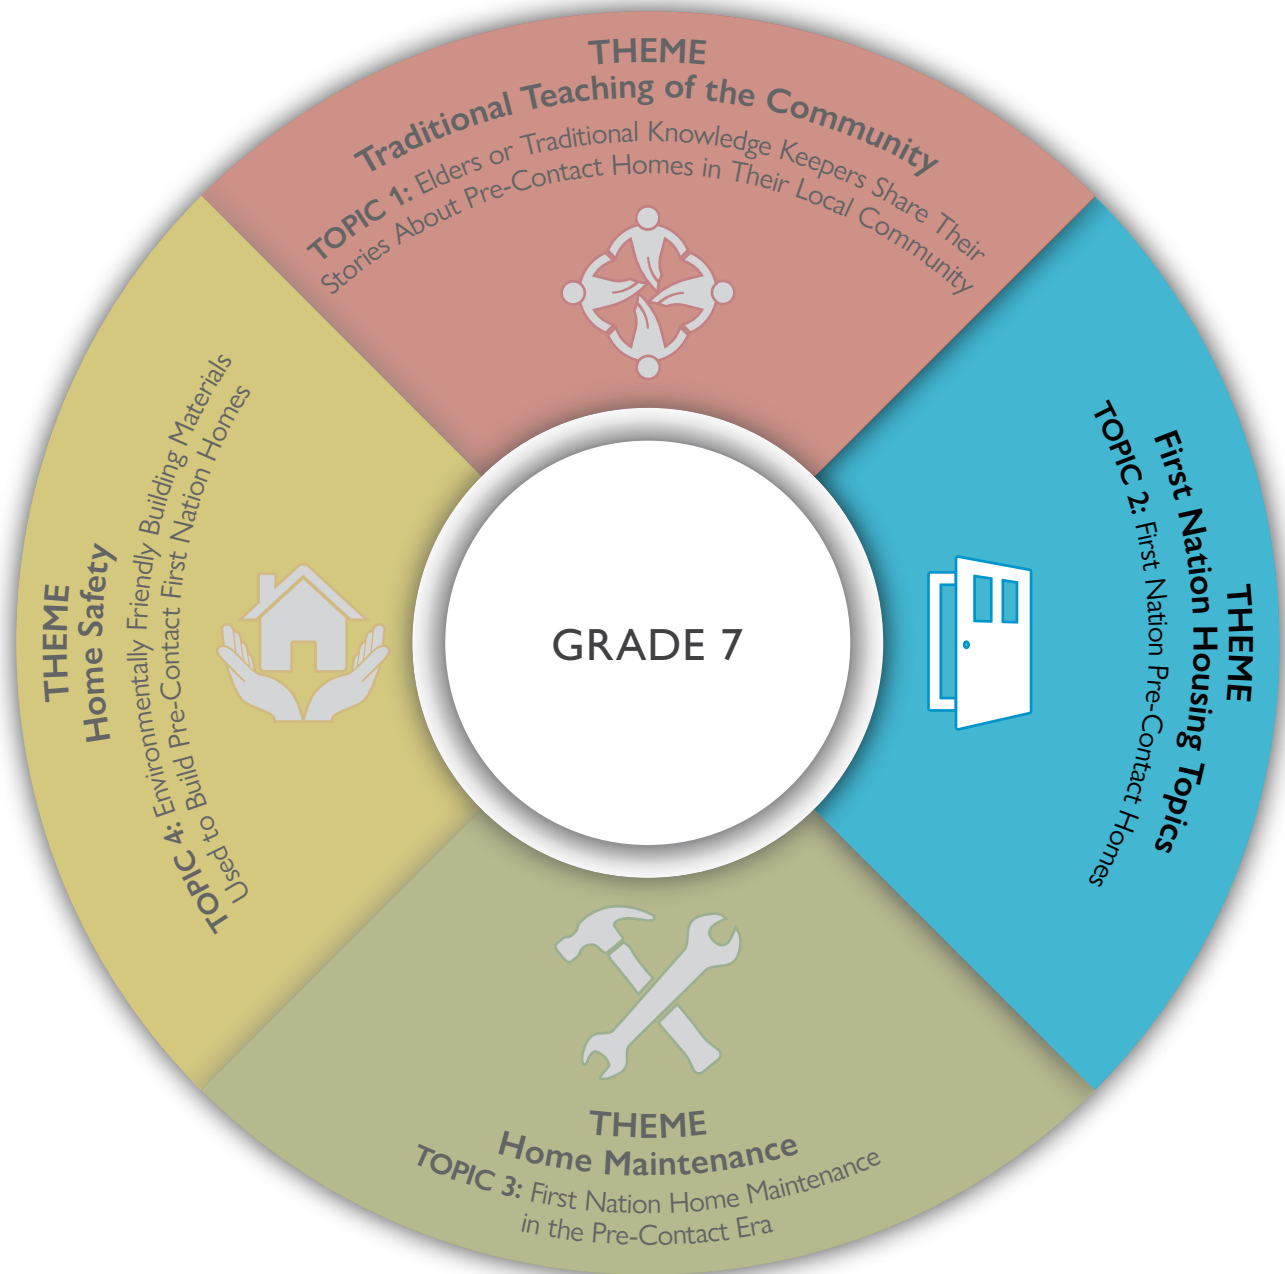 THEME
Traditional Teaching of the Community
TOPIC 1: Elders or Traditional Knowledge Keepers Share Their
Stories About Pre-Contact Homes in Their Local Community
THEME
First Nation Housing Topics
TOPIC 2: First Nation Pre-Contact Homes
THEME
Home Maintenance
TOPIC 3: First Nation Home Maintenance
in the Pre-Contact Era
THEME
Home Safety
TOPIC 4: Environmentally Friendly Building Materials
Used to Build Pre-Contact First Nation Homes
GRADE 7